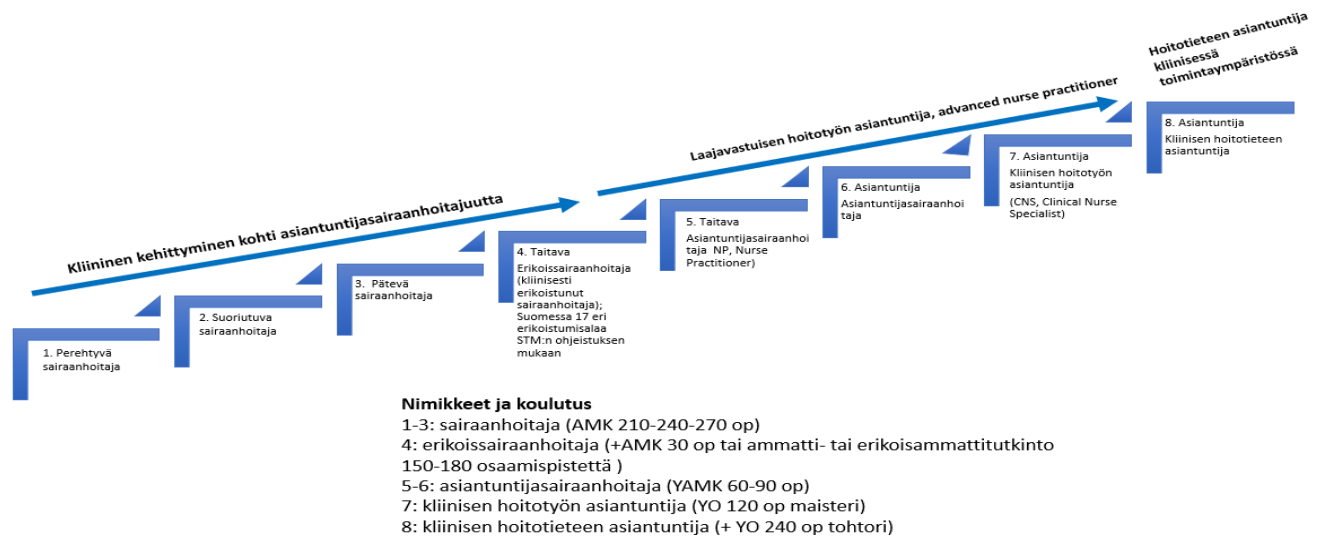 Kliininen kehittyminen kohti asiantuntijasairaanhoitajuutta
Laajavastuisen hoitotyön asiantuntija, advanced nurse practitioner
Hoitotieteen asiantuntija
kliinisessä
toimintaympäristössä
1. Perehtyvä
sairaanhoitaja
2. Suoriutuva
sairaanhoitaja
3. Pätevä
sairaanhoitaja
4. Taitava
Erikoissairaanhoitaja
(kliinisesti
erikoistunut
sairaanhoitaja);
Suomessa 17 eri
erikoistumisalaa
STM:n ohjeistuksen
mukaan
5. Taitava
Asiantuntijasairaanhoi
taja NP, Nurse
Practitioner)
6. Asiantuntija
Asiantuntijasairaanhoi
taja
7. Asiantuntija
Kliinisen hoitotyön
asiantuntija
(CNS, Clinical Nurse
Specialist)
8. Asiantuntija
Kliinisen hoitotieteen
asiantuntija
Nimikkeet ja koulutus
1-3: sairaanhoitaja (AMK 210-240-270 op)
4: erikoissairaanhoitaja (+AMK 30 op tai ammatti- tai erikoisammattitutkinto
150-180 osaamispistettä )
5-6: asiantuntijasairaanhoitaja (YAMK 60-90 op)
7: kliinisen hoitotyön asiantuntija (YO 120 op maisteri)
8: kliinisen hoitotieteen asiantuntija (+ YO 240 op tohtori)